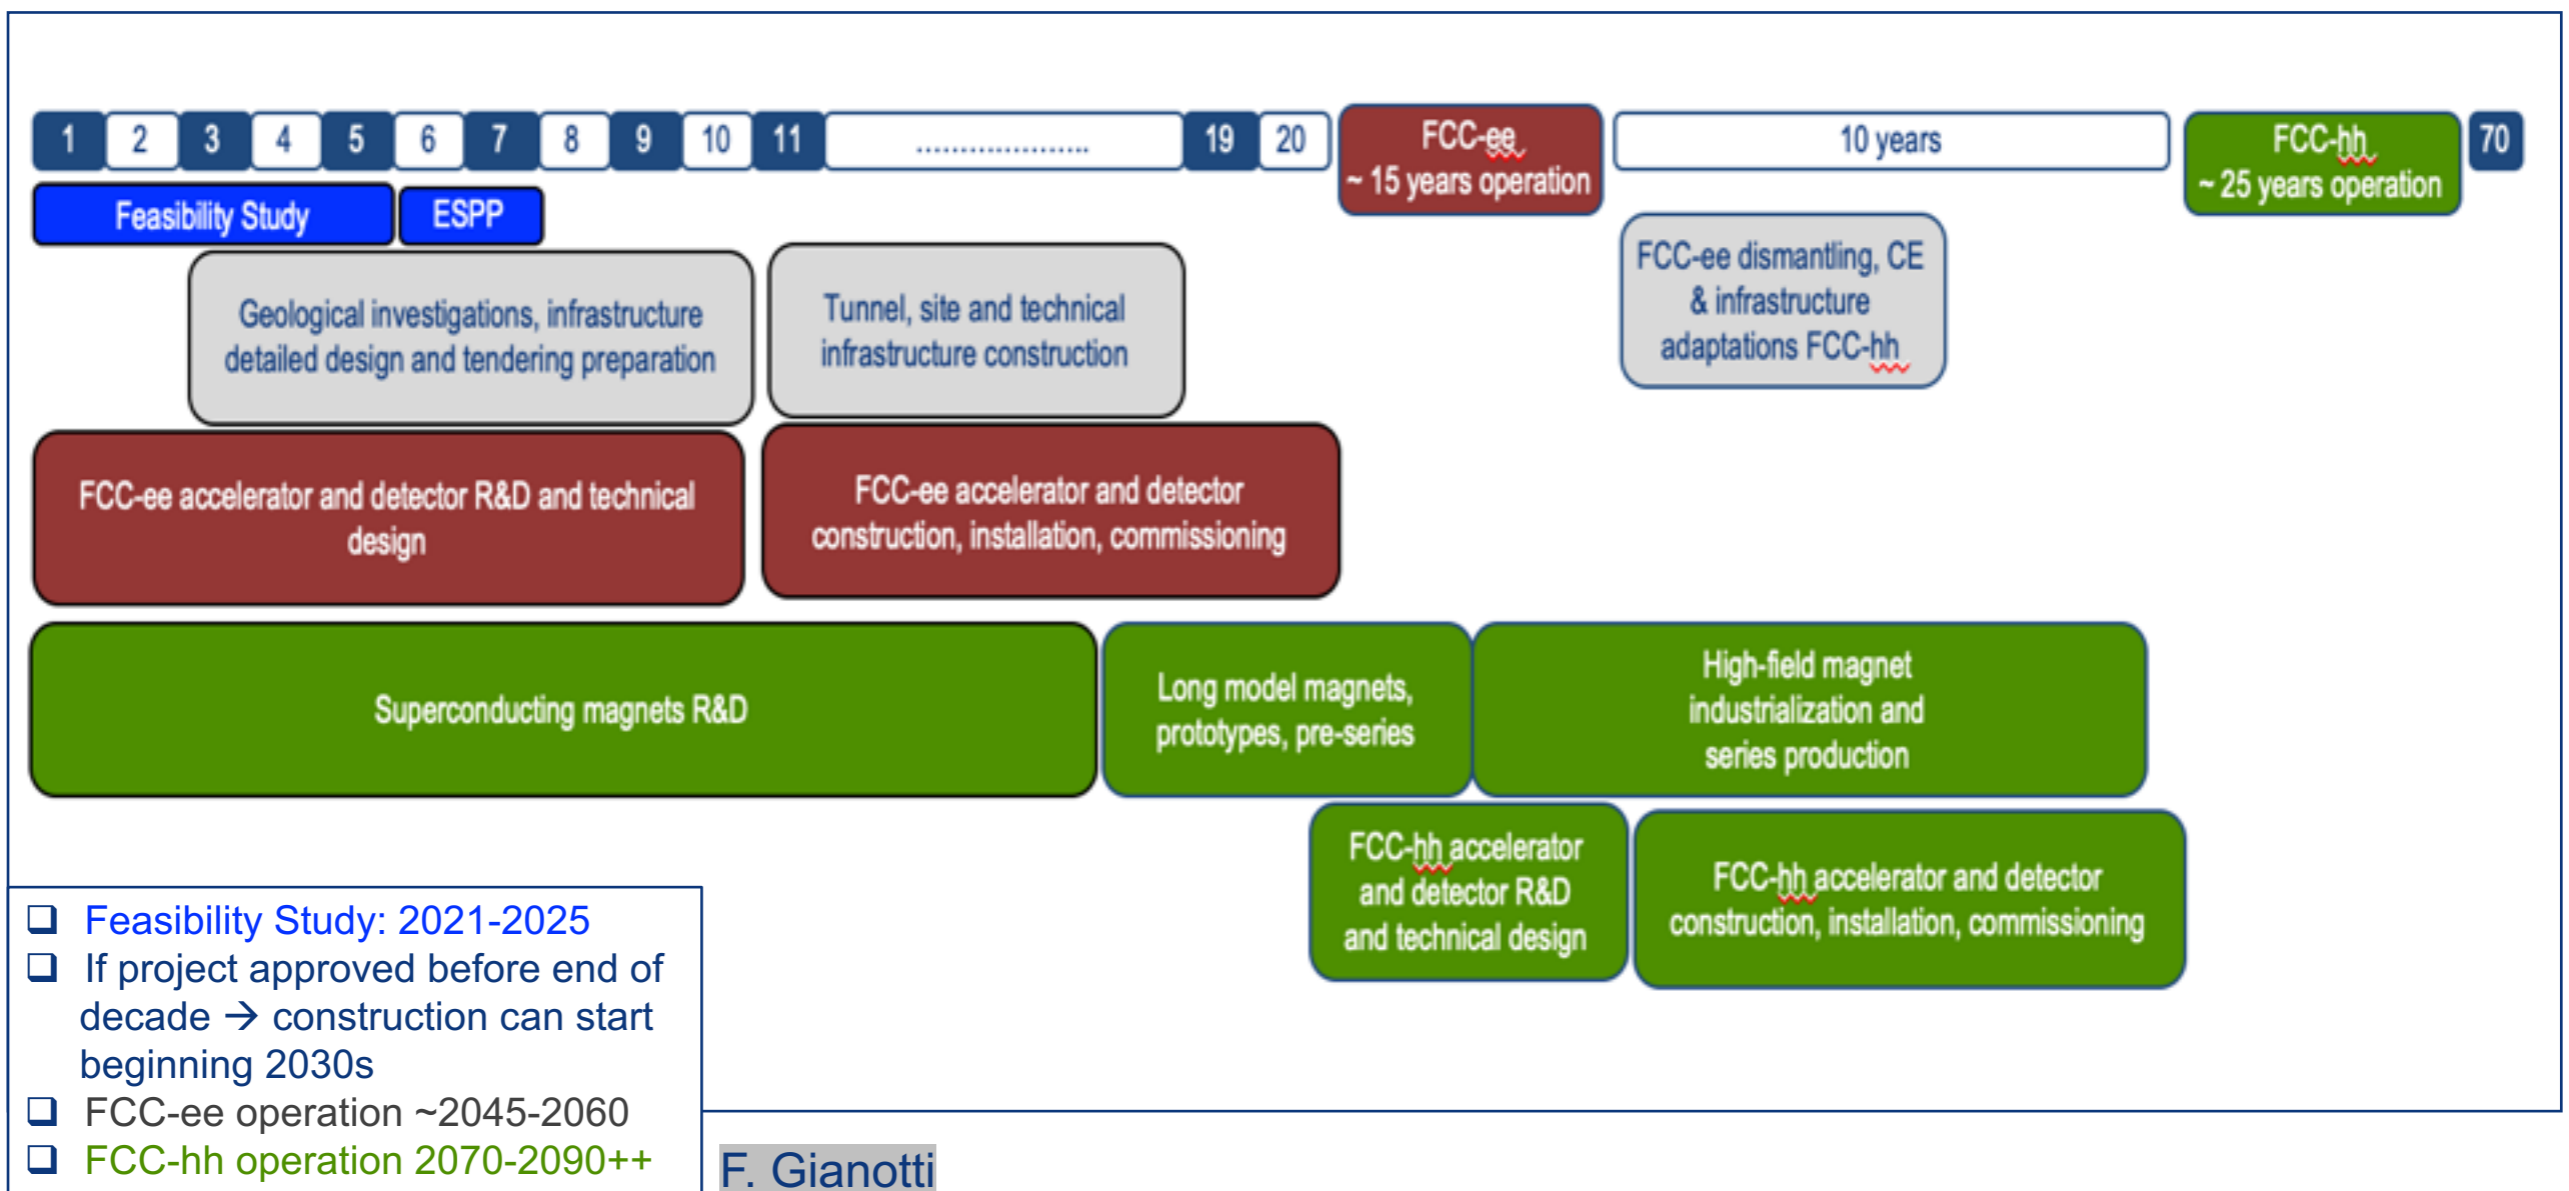 1 2 3 4 5 6 7 8 9 10 11 .................... 19 20
FCC-ee
~ 15 years operation
10 years
FCC-hh
~ 25 years operation
70
Feasibility Study
ESPP
Geological investigations, infrastructure
detailed design and tendering preparation
Tunnel, site and technical
infrastructure construction
FCC-ee dismantling, CE
& infrastructure
adaptations FCC-hh
FCC-ee accelerator and detector R&D and technical
design
FCC-ee accelerator and detector
construction, installation, commissioning
Superconducting magnets R&D
Long model magnets,
prototypes, pre-series
High-field magnet
industrialization and
series production
FCC-hh accelerator
and detector R&D
and technical design
FCC-hh accelerator and detector
construction, installation, commissioning
❑ Feasibility Study: 2021-2025
❑ If project approved before end of
decade → construction can start
beginning 2030s
❑ FCC-ee operation ~2045-2060
❑ FCC-hh operation 2070-2090++
F. Gianotti